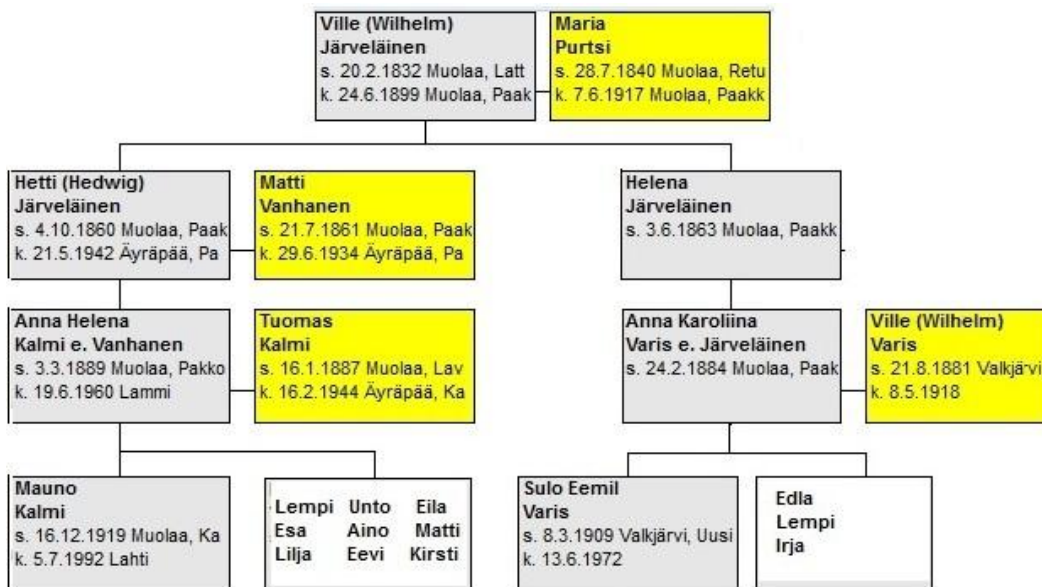 Ville (Wilhelm)
Järveläinen
s. 20.2.1832 Muolaa, Latt
k. 24.6.1899 Muolaa, Paak
Maria
Purtsi
s. 28.7.1840 Muolaa, Retu
k. 7.6.1917 Muolaa, Paakk
Hetti (Hedwig)
Järveläinen
s. 4.10.1860 Muolaa, Paak
k. 21.5.1942 Äyräpää, Pa
Matti
Vanhanen
s. 21.7.1861 Muolaa, Paak
k. 29.6.1934 Äyräpää, Pa
Helena
Järveläinen
s. 3.6.1863 Muolaa, Paakk
Anna Helena
Kalmi e. Vanhanen
s. 3.3.1889 Muolaa, Pakko
k. 19.6.1960 Lammi
Tuomas
Kalmi
s. 16.1.1887 Muolaa, Lav
k. 16.2.1944 Äyräpää, Ka
Anna Karoliina
Varis e. Järveläinen
s. 24.2.1884 Muolaa, Paak
Ville (Wilhelm)
Varis
s. 21.8.1881 Valkjärvi
k. 8.5.1918
Mauno
Kalmi
s. 16.12.1919 Muolaa, Ka
k. 5.7.1992 Lahti
Lempi Unto Eila
Esa Aino Matti
Lilja Eevi Kirsti
Sulo Eemil
Varis
s. 8.3.1909 Valkjärvi, Uusi
k. 13.6.1972
Edla
Lempi
Irja